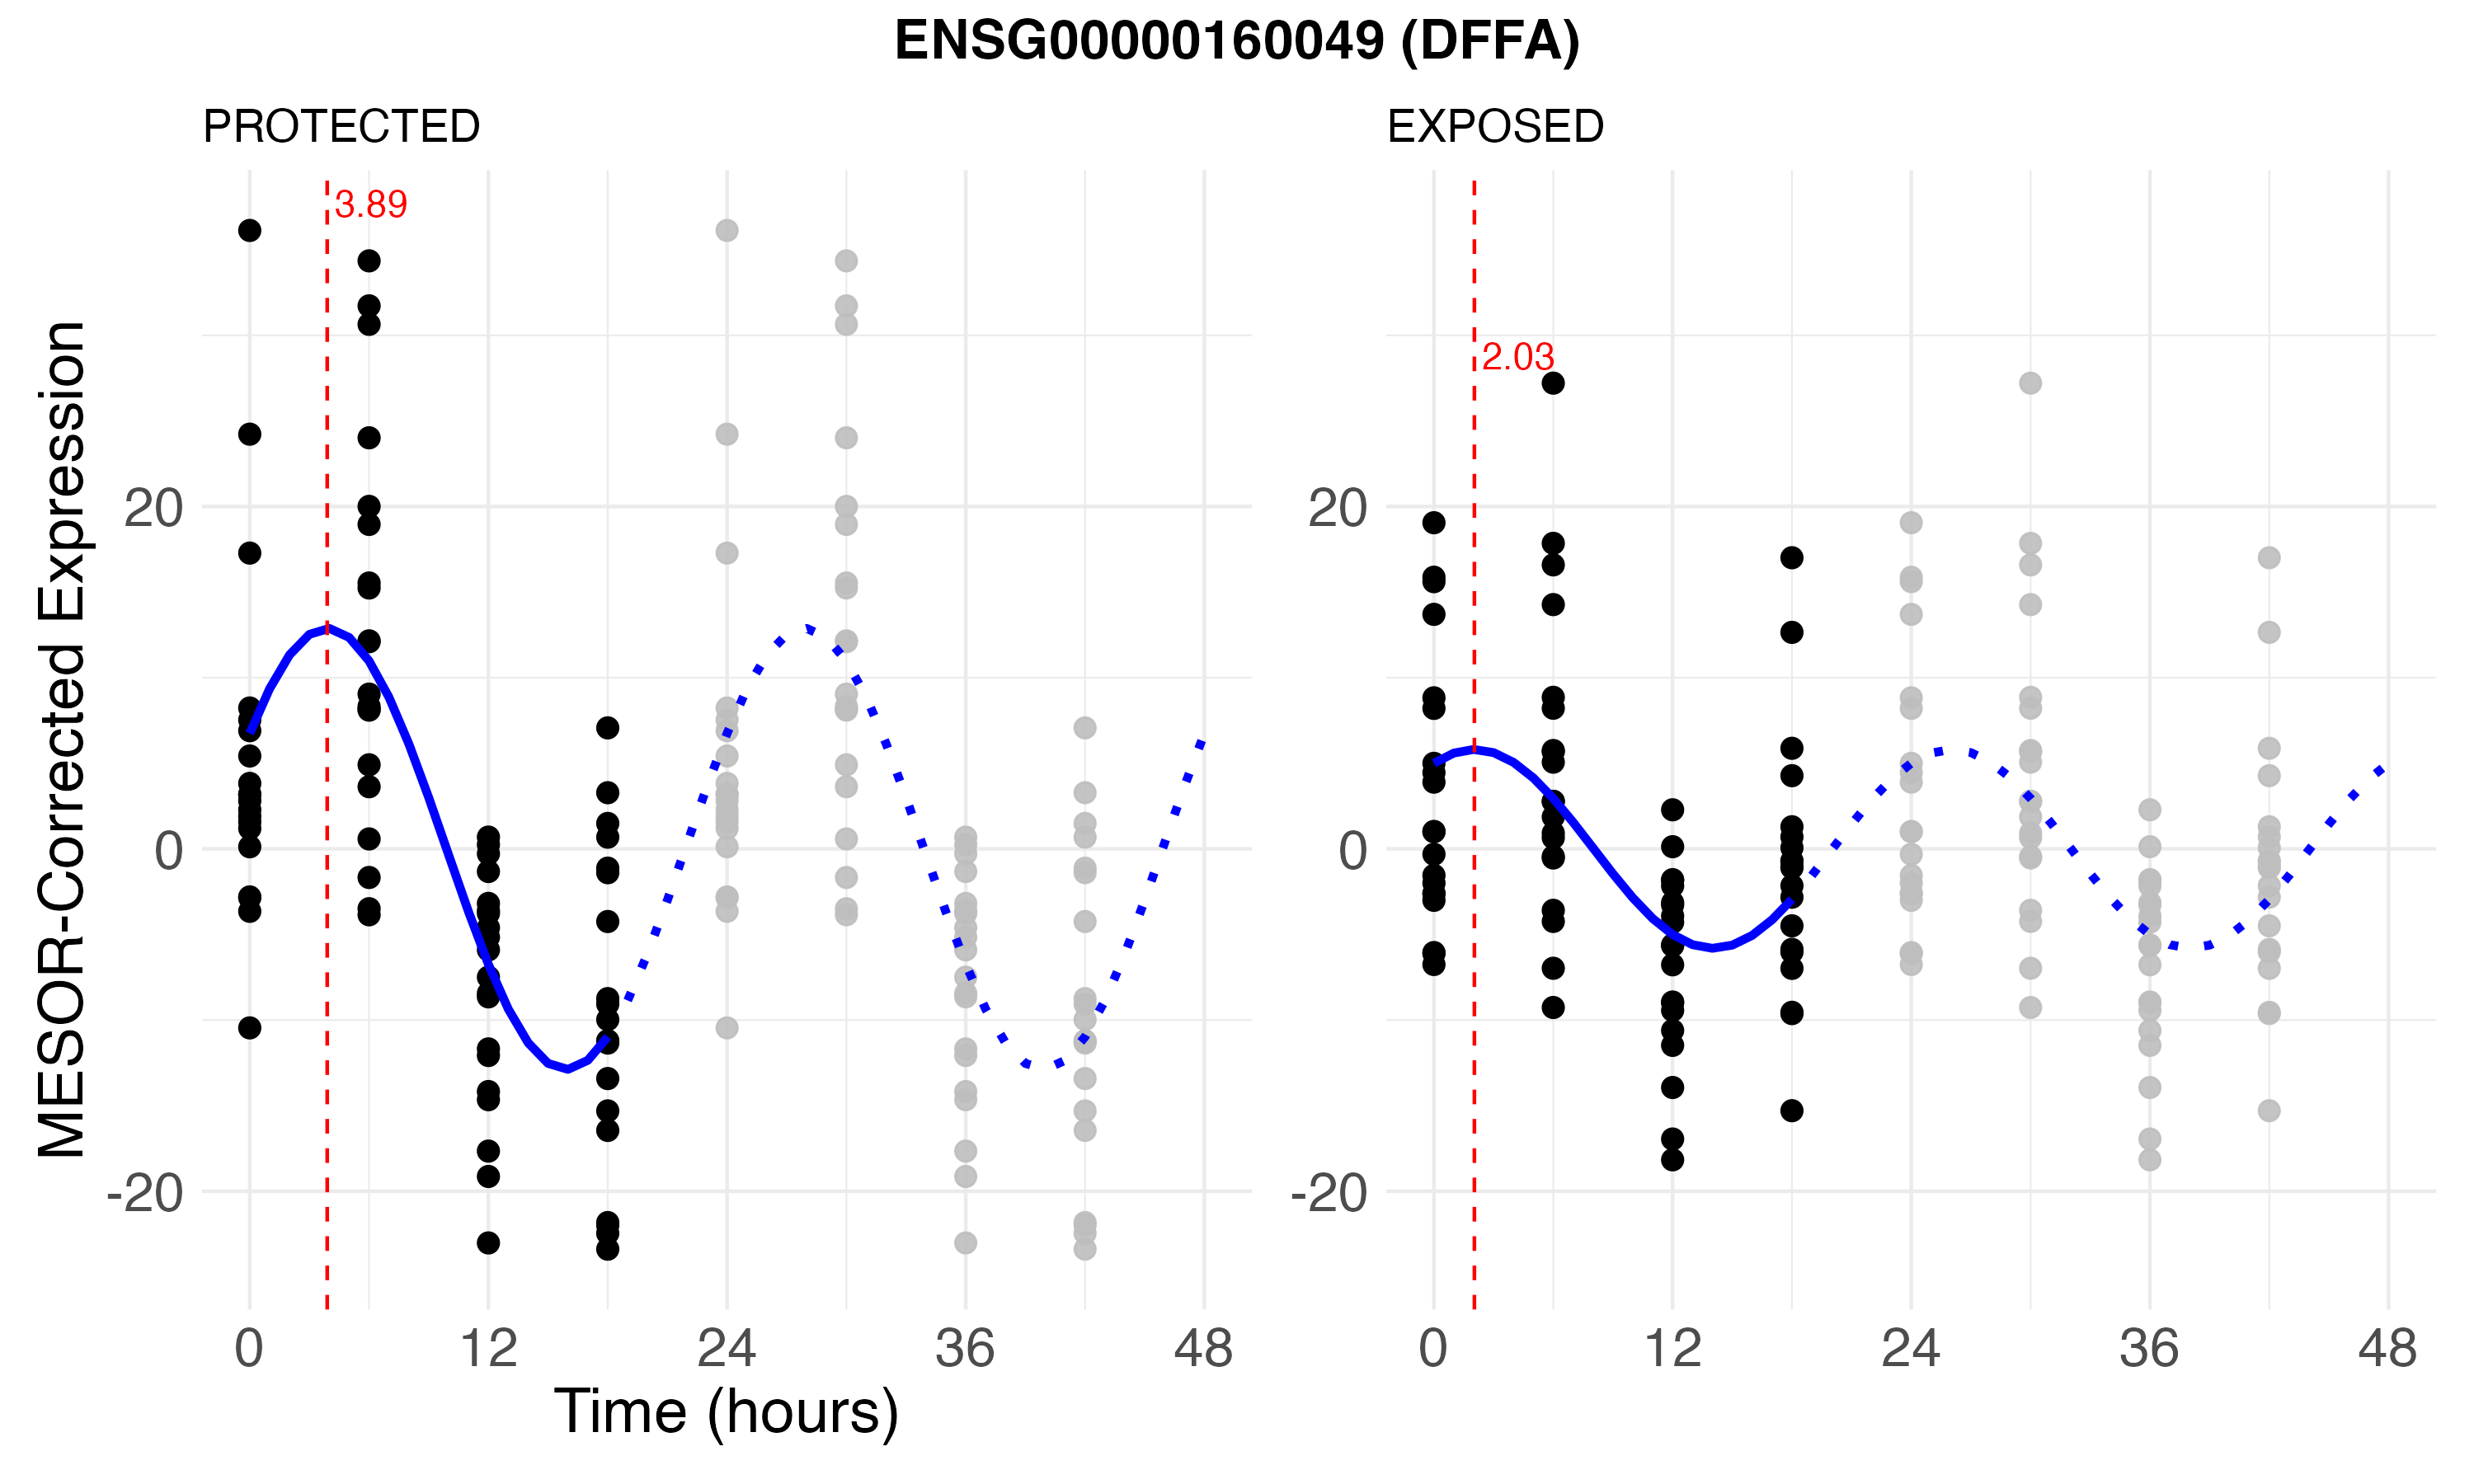 ENSG00000160049 (DFFA)
PROTECTED
EXPOSED
3.89
2.03
MESOR-Corrected Expression
20
0
-20
20
0
-20
0 12 24 36 48
0 12 24 36 48
Time (hours)